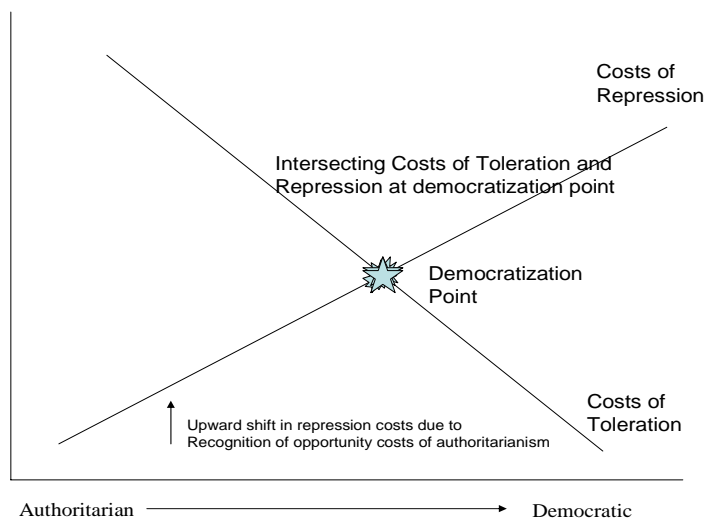 Costs of
Repression
Intersecting Costs of Toleration and
Repression at democratization point
Democratization
Point
Costs of
Toleration
Upward shift in repression costs due to
Recognition of opportunity costs of authoritarianism
Authoritarian
Democratic